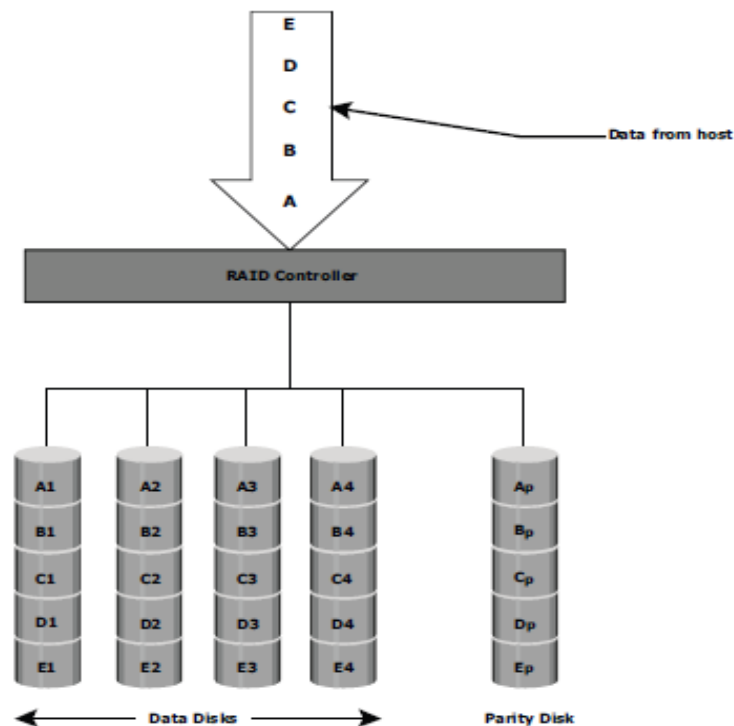 E
D
C
B
A
Data from host
RAID Controller
A1 A2 A3 A4 Ap
B1 B2 B3 B4 Bp
C1 C2 C3 C4 Cp
D1 D2 D3 D4 Dp
E1 E2 E3 E4 Ep
Data Disks Parity Disk